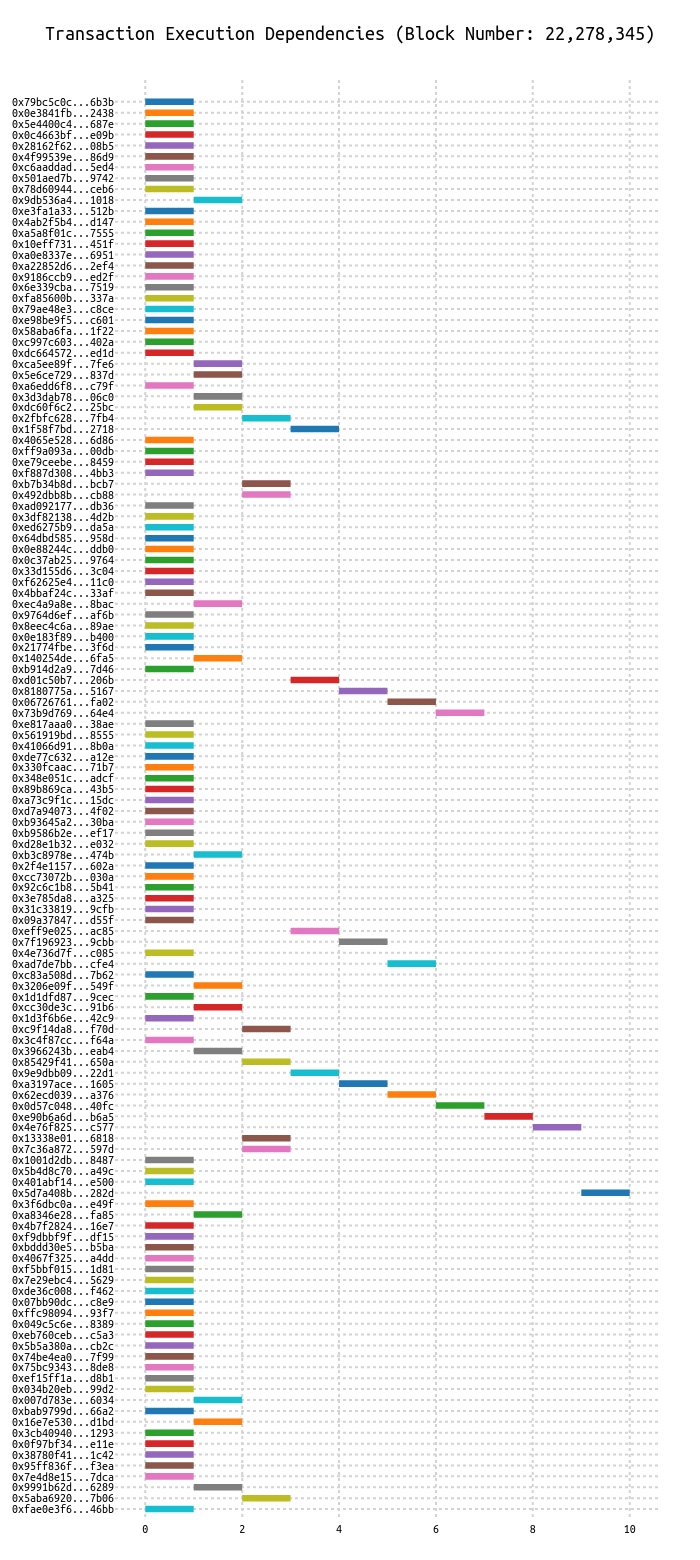 Transaction Execution Dependencies (Block Number: 22,278,345)
0x79bc5c0c...6b3b
0x0e3841fb...2438
0x5e4400c4...687e
0x0c4663bf...e09b
0x28162f62...08b5
0x4f99539e...86d9
0xc6aaddad...5ed4
0x501aed7b...9742
0x78d60944...ceb6
0x9db536a4...1018
0xe3fa1a33...512b
0x4ab2f5b4...d147
0xa5a8f01c...7555
0x10eff731...451f
0xa0e8337e...6951
0xa22852d6...2ef4
0x9186ccb9...ed2f
0x6e339cba...7519
0xfa85600b...337a
0x79ae48e3...c8ce
0xe98be9f5...c601
0x58aba6fa...1f22
0xc997c603...402a
0xdc664572...ed1d
0xca5ee89f...7fe6
0x5e6ce729...837d
0xa6edd6f8...c79f
0x3d3dab78...06c0
0xdc60f6c2...25bc
0x2fbfc628...7fb4
0x1f58f7bd...2718
0x4065e528...6d86
0xff9a093a...00db
0xe79ceebe...8459
0xf887d308...4bb3
0xb7b34b8d...bcb7
0x492dbb8b...cb88
0xad092177...db36
0x3df82138...4d2b
0xed6275b9...da5a
0x64dbd585...958d
0x0e88244c...ddb0
0x0c37ab25...9764
0x33d155d6...3c04
0xf62625e4...11c0
0x4bbaf24c...33af
0xec4a9a8e...8bac
0x9764d6ef...af6b
0x8eec4c6a...89ae
0x0e183f89...b400
0x21774fbe...3f6d
0x140254de...6fa5
0xb914d2a9...7d46
0xd01c50b7...206b
0x8180775a...5167
0x06726761...fa02
0x73b9d769...64e4
0xe817aaa0...38ae
0x561919bd...8555
0x41066d91...8b0a
0xde77c632...a12e
0x330fcaac...71b7
0x348e051c...adcf
0x89b869ca...43b5
0xa73c9f1c...15dc
0xd7a94073...4f02
0xb93645a2...30ba
0xb9586b2e...ef17
0xd28e1b32...e032
0xb3c8978e...474b
0x2f4e1157...602a
0xcc73072b...030a
0x92c6c1b8...5b41
0x3e785da8...a325
0x31c33819...9cfb
0x09a37847...d55f
0xeff9e025...ac85
0x7f196923...9cbb
0x4e736d7f...c085
0xad7de7bb...cfe4
0xc83a508d...7b62
0x3206e09f...549f
0x1d1dfd87...9cec
0xcc30de3c...91b6
0x1d3f6b6e...42c9
0xc9f14da8...f70d
0x3c4f87cc...f64a
0x3966243b...eab4
0x85429f41...650a
0x9e9dbb09...22d1
0xa3197ace...1605
0x62ecd039...a376
0x0d57c048...40fc
0xe90b6a6d...b6a5
0x4e76f825...c577
0x13338e01...6818
0x7c36a872...597d
0x1001d2db...8487
0x5b4d8c70...a49c
0x401abf14...e500
0x5d7a408b...282d
0x3f6dbc0a...e49f
0xa8346e28...fa85
0x4b7f2824...16e7
0xf9dbbf9f...df15
0xbddd30e5...b5ba
0x4067f325...a4dd
0xf5bbf015...1d81
0x7e29ebc4...5629
0xde36c008...f462
0x07bb90dc...c8e9
0xffc98094...93f7
0x049c5c6e...8389
0xeb760ceb...c5a3
0x5b5a380a...cb2c
0x74be4ea0...7f99
0x75bc9343...8de8
0xef15ff1a...d8b1
0x034b20eb...99d2
0x007d783e...6034
0xbab9799d...66a2
0x16e7e530...d1bd
0x3cb40940...1293
0x0f97bf34...e11e
0x38780f41...1c42
0x95ff836f...f3ea
0x7e4d8e15...7dca
0x9991b62d...6289
0x5aba6920...7b06
0xfae0e3f6...46bb
0 2 4 6 8 10